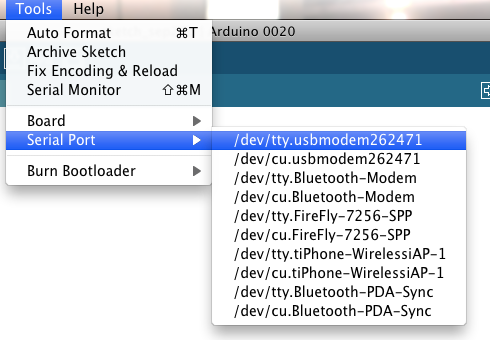 Tools Help
Arduino 0020
Auto Format ⌘T
Archive Sketch
Fix Encoding & Reload
Serial Monitor ⇧⌘M
Board
Serial Port
Burn Bootloader
/dev/tty.usbmodem262471
/dev/cu.usbmodem262471
/dev/tty.Bluetooth-Modem
/dev/cu.Bluetooth-Modem
/dev/tty.FireFly-7256-SPP
/dev/cu.FireFly-7256-SPP
/dev/tty.tiPhone-WirelessiAP-1
/dev/cu.tiPhone-WirelessiAP-1
/dev/tty.Bluetooth-PDA-Sync
/dev/cu.Bluetooth-PDA-Sync